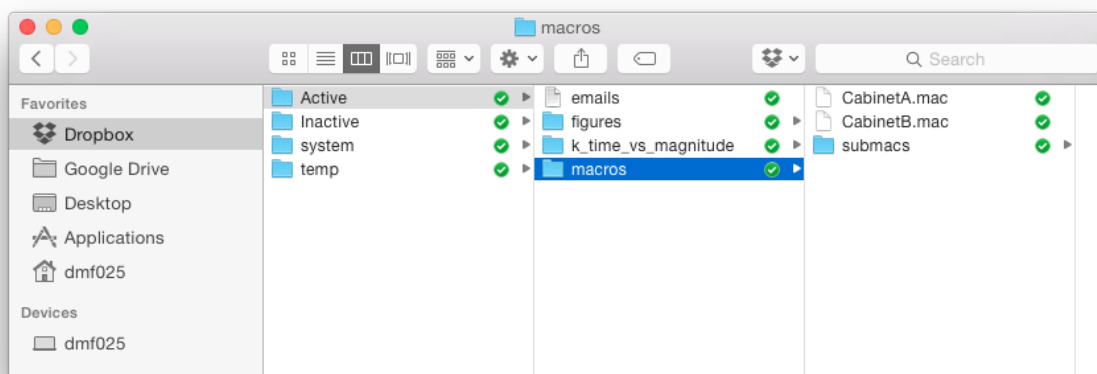 macros
Search
Favorites
Dropbox
Google Drive
Desktop
Applications
dmf025
Devices
dmf025
Active
Inactive
system
temp
emails
figures
k_time_vs_magnitude
macros
CabinetA.mac
CabinetB.mac
submacs